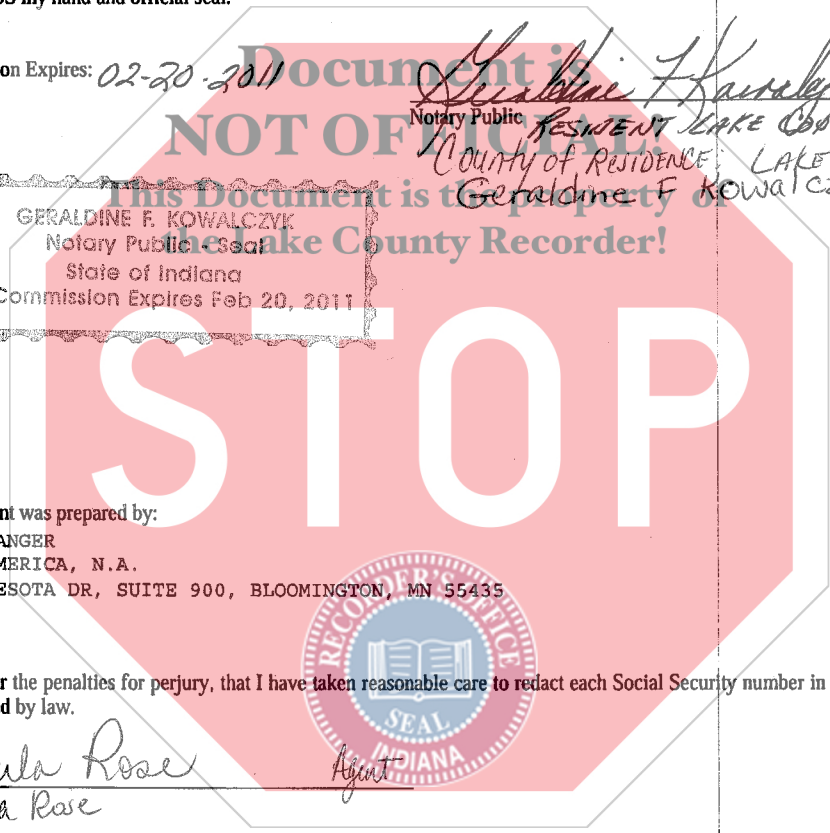 my hand and official seal.
on Expires: 02-20-2011
Document is
NOT OFFICIAL!
Notary Public RESIDENT LAKE
County of Residence: LAKE
This Document is the property of
Geraldine F Kowalcz
the Lake County Recorder!
GERALDINE F. KOWALCZYK
Notary Public - Seal
State of Indiana
Commission Expires Feb 20, 2011
STOP
nt was prepared by:
ANGER
MERICA, N.A.
ESOTA DR, SUITE 900, BLOOMINGTON, MN 55435
RECORDER'S OFFICE
SEAL
INDIANA
r the penalties for perjury, that I have taken reasonable care to redact each Social Security number in
d by law.
ula Rose Agent
a Rose